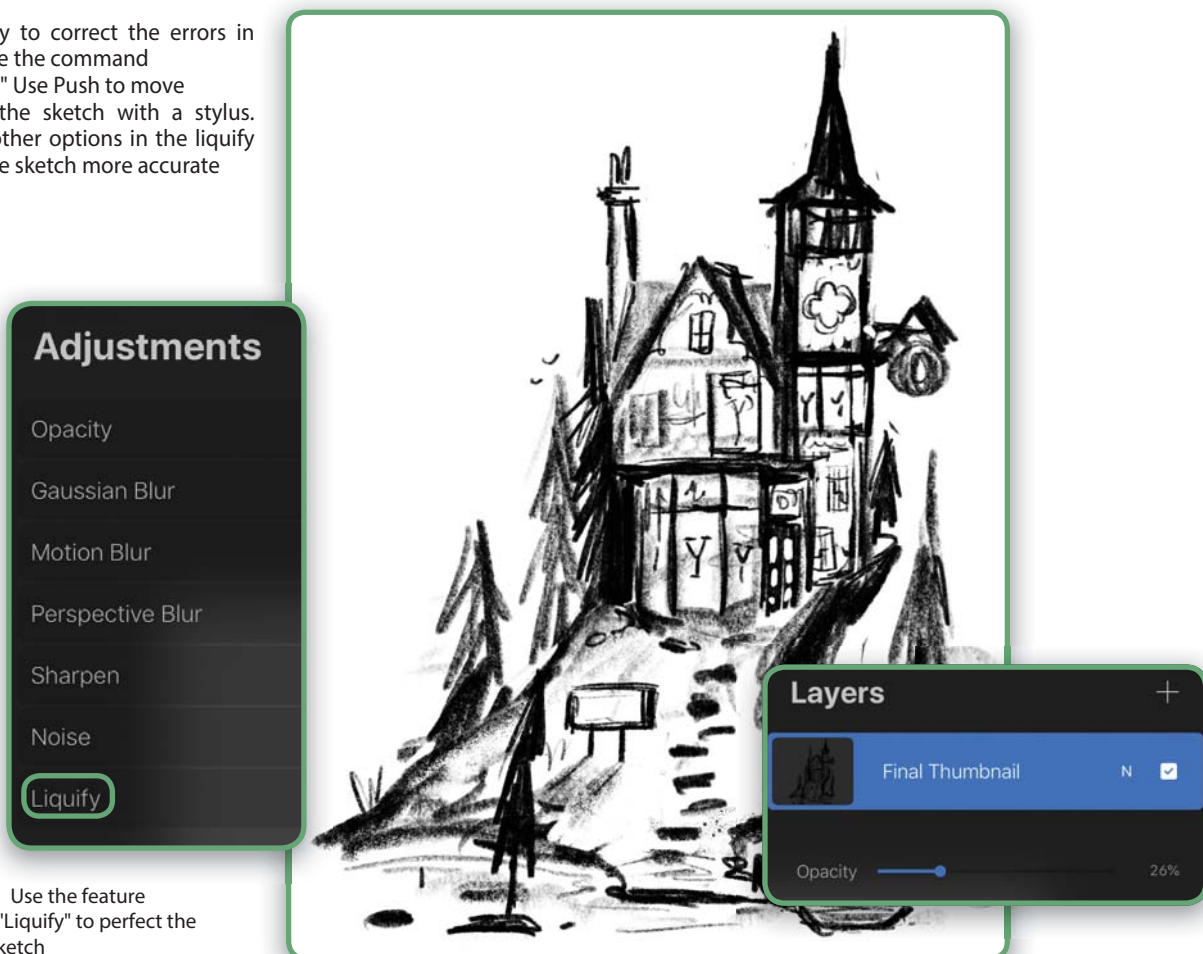 y to correct the errors in
e the command
" Use Push to move
the sketch with a stylus.
other options in the liquify
e sketch more accurate
Adjustments
Opacity
Gaussian Blur
Motion Blur
Perspective Blur
Sharpen
Noise
Liquify
Layers
Final Thumbnail N
Opacity 26%
Use the feature
"Liquify" to perfect the
ketch